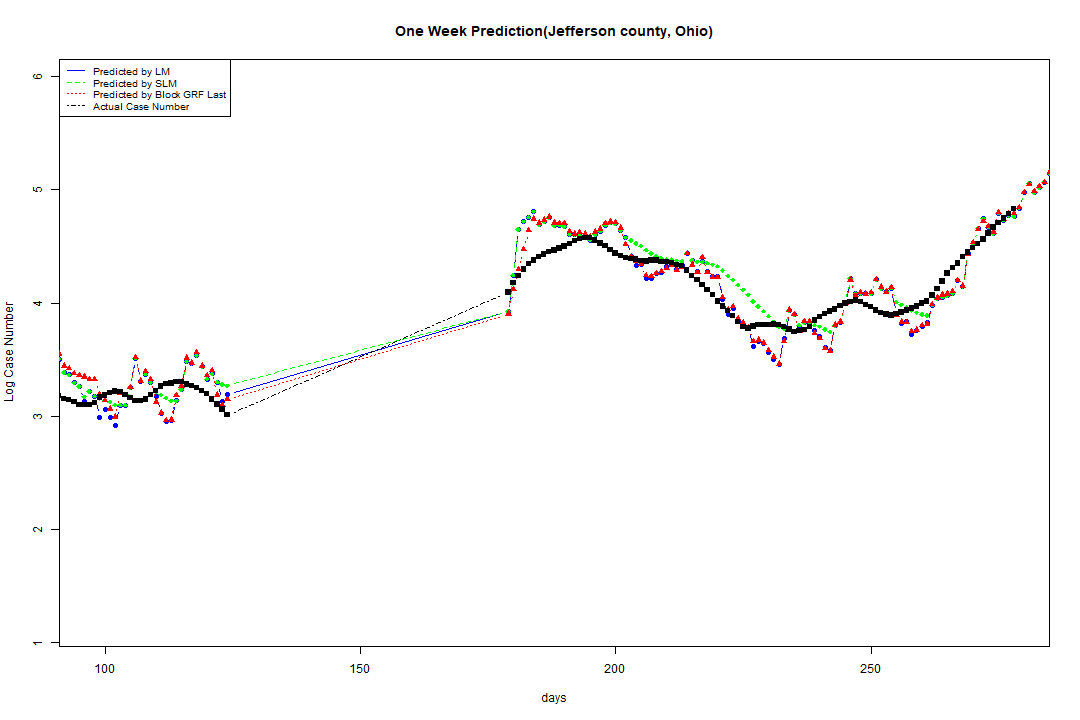 One Week Prediction(Jefferson county, Ohio)
Predicted by LM
Predicted by SLM
Predicted by Block GRF Last
Actual Case Number
6
5
4
3
2
1
Log Case Number
100 150 200 250
days